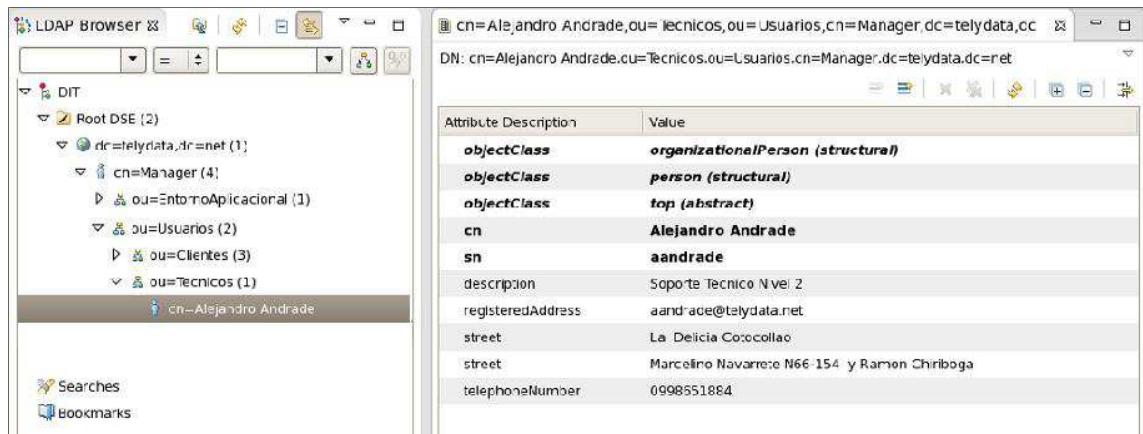 LDAP Browser
=
DIT
Root DSE (2)
dc=telydata,dc=net (1)
cn=Manager (4)
ou=EntornoAplicacional (1)
ou=Usuarios (2)
ou=Clientes (3)
ou=Tecnicos (1)
cn=Alejandro Andrade
Searches
Bookmarks
cn=Alejandro Andrade,ou=Tecnicos,ou=Usuarios,cn=Manager,dc=telydata,dc
DN: cn=Alejandro Andrade,ou=Tecnicos,ou=Usuarios,cn=Manager,dc=telydata,dc=net
Attribute Description Value
objectClass organizationalPerson (structural)
objectClass person (structural)
objectClass top (abstract)
cn Alejandro Andrade
sn aandrade
description Soporte Tecnico Nivel 2
registeredAddress aandrade@telydata.net
street La Delicia Cotocollao
street Marcelino Navarrete N66-154 y Ramon Chiriboga
telephoneNumber 0998651884